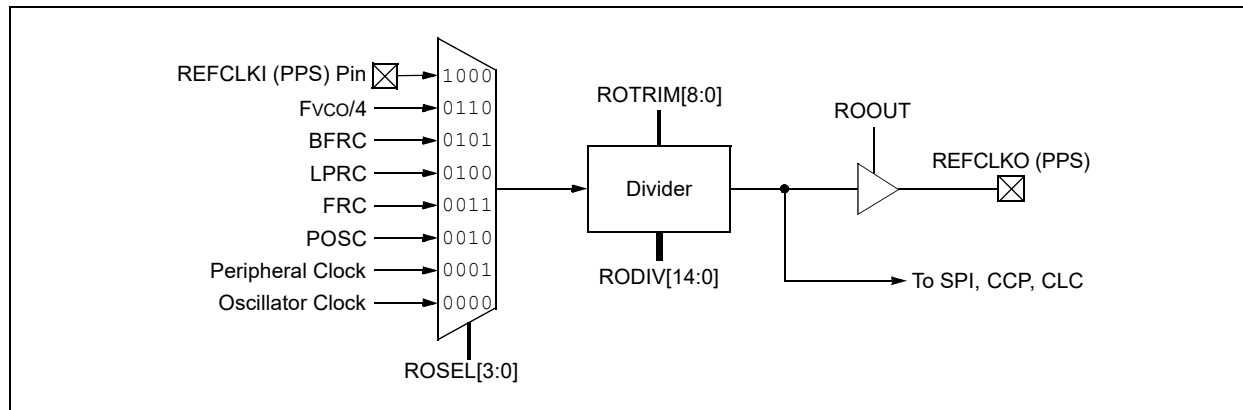 REFCLKI (PPS) Pin
1000
FVCO/4
0110
BFRC
0101
LPRC
0100
FRC
0011
POSC
0010
Peripheral Clock
0001
Oscillator Clock
0000
ROSEL[3:0]
ROTRIM[8:0]
Divider
RODIV[14:0]
ROOUT
REFCLKO (PPS)
To SPI, CCP, CLC